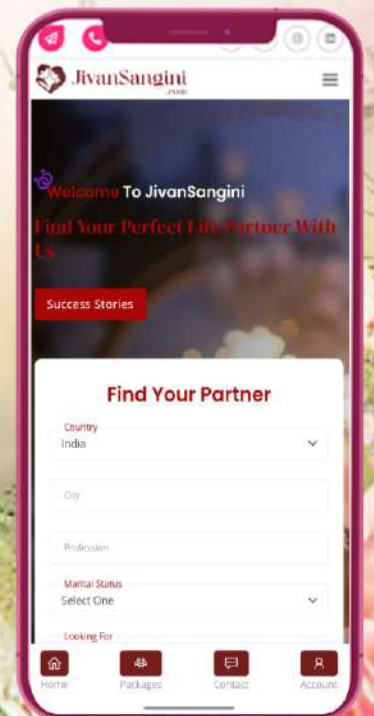 JivanSangini
.com
Welcome To JivanSangini
Find Your Perfect Life Partner With
Us
Success Stories
Find Your Partner
Country
India
City
Profession
Marital Status
Select One
Looking For
Home
Packages
Contact
Account